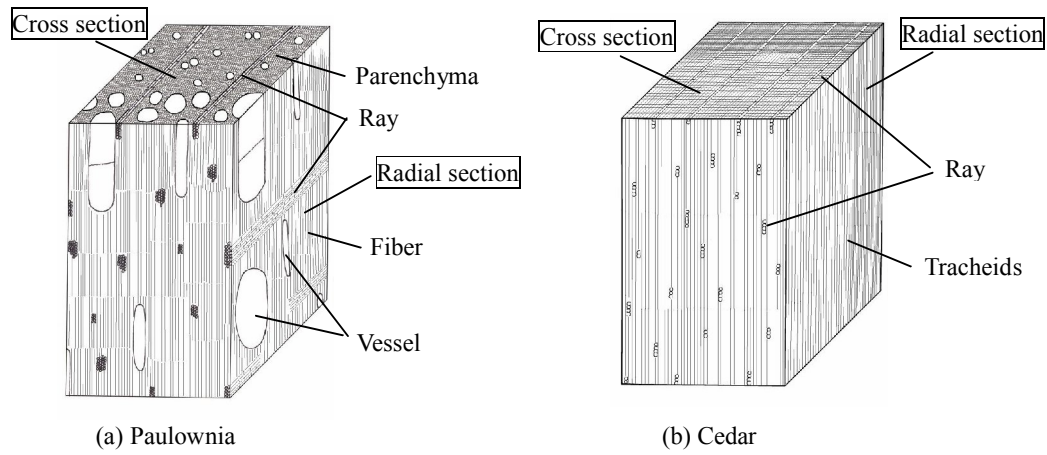 Cross section
Parenchyma
Ray
Radial section
Fiber
Vessel
(a) Paulownia
Cross section
Radial section
Ray
Tracheids
(b) Cedar